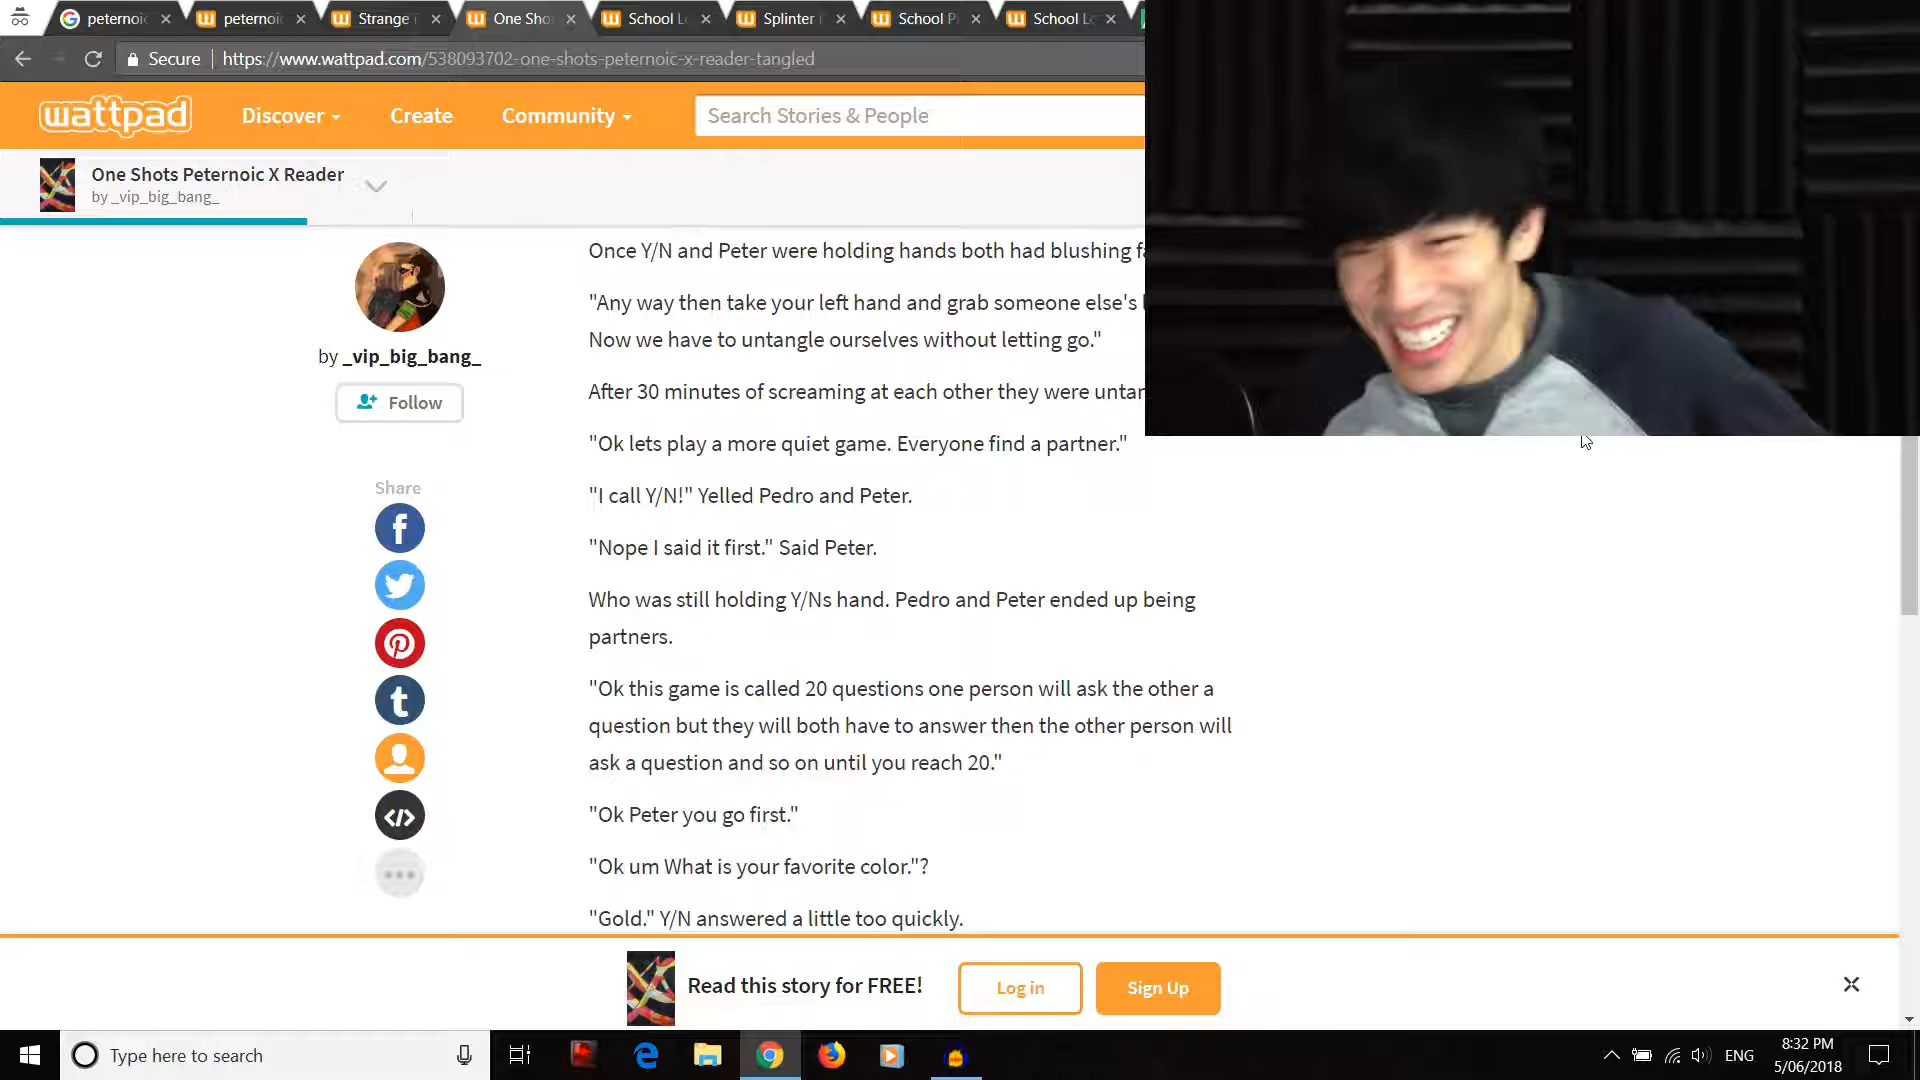 peternoic
peternoic
Strange
One Sho
School L
Splinter
School P
School Lo
Secure
https://www.wattpad.com/538093702-one-shots-peternoic-x-reader-tangled
wattpad
Discover
Create
Community
Search Stories & People
One Shots Peternoic X Reader
by _vip_big_bang_
by _vip_big_bang_
Follow
Share
Once Y/N and Peter were holding hands both had blushing
"Any way then take your left hand and grab someone else's
Now we have to untangle ourselves without letting go."
After 30 minutes of screaming at each other they were untan
"Ok lets play a more quiet game. Everyone find a partner."
"I call Y/N!" Yelled Pedro and Peter.
"Nope I said it first." Said Peter.
Who was still holding Y/Ns hand. Pedro and Peter ended up being
partners.
"Ok this game is called 20 questions one person will ask the other a
question but they will both have to answer then the other person will
ask a question and so on until you reach 20."
"Ok Peter you go first."
"Ok um What is your favorite color."?
"Gold." Y/N answered a little too quickly.
Read this story for FREE!
Log in
Sign Up
Type here to search
ENG
8:32 PM
5/06/2018